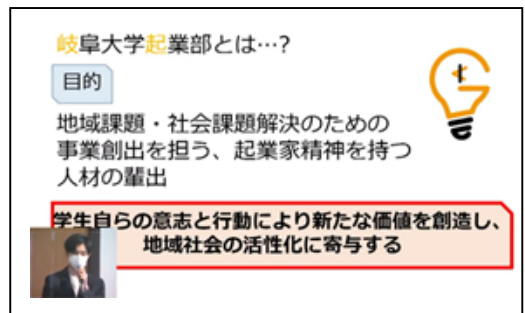 岐阜大学起業部とは…?
目的
地域課題・社会課題解決のための
事業創出を担う、起業家精神を持つ
人材の輩出
学生自らの意志と行動により新たな価値を創造し、
地域社会の活性化に寄与する